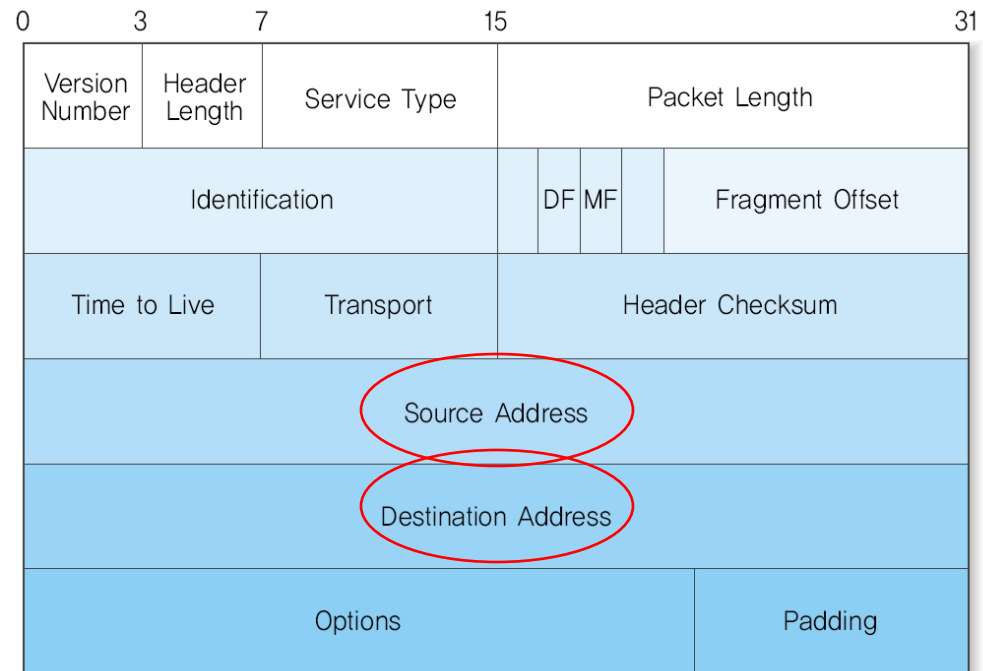 0 3 7 15 31
Version Header Service Type Packet Length
Number Length
Identification DF MF Fragment Offset
Time to Live Transport Header Checksum
Source Address
Destination Address
Options Padding